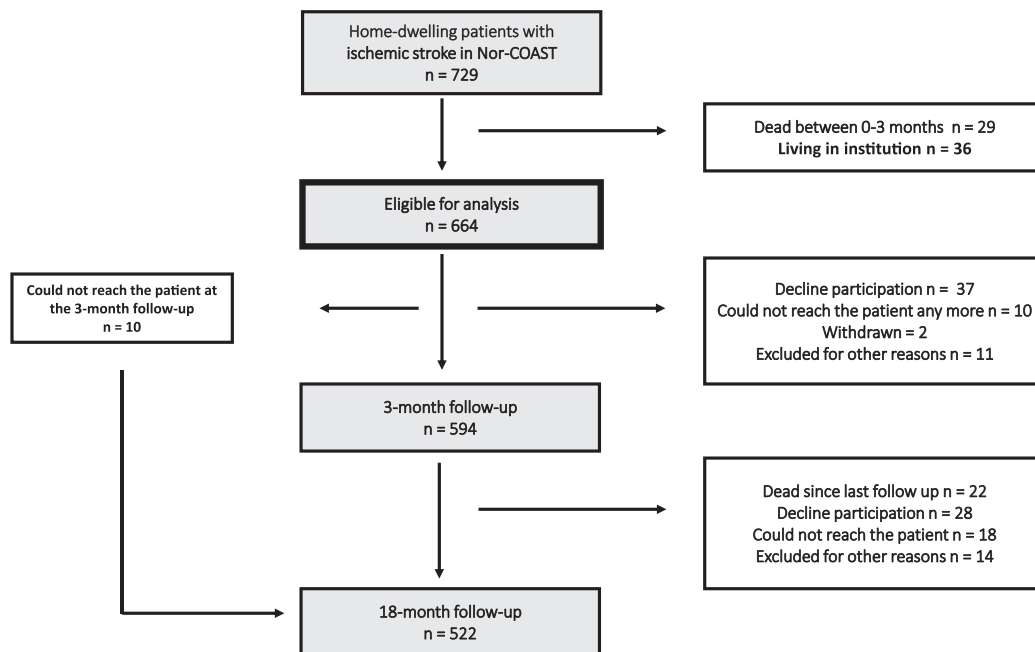 Home-dwelling patients with
ischemic stroke in Nor-COAST
n = 729
Dead between 0-3 months n = 29
Living in institution n = 36
Eligible for analysis
n = 664
Could not reach the patient at
the 3-month follow-up
n = 10
Decline participation n = 37
Could not reach the patient any more n = 10
Withdrawn = 2
Excluded for other reasons n = 11
3-month follow-up
n = 594
Dead since last follow up n = 22
Decline participation n = 28
Could not reach the patient n = 18
Excluded for other reasons n = 14
18-month follow-up
n = 522